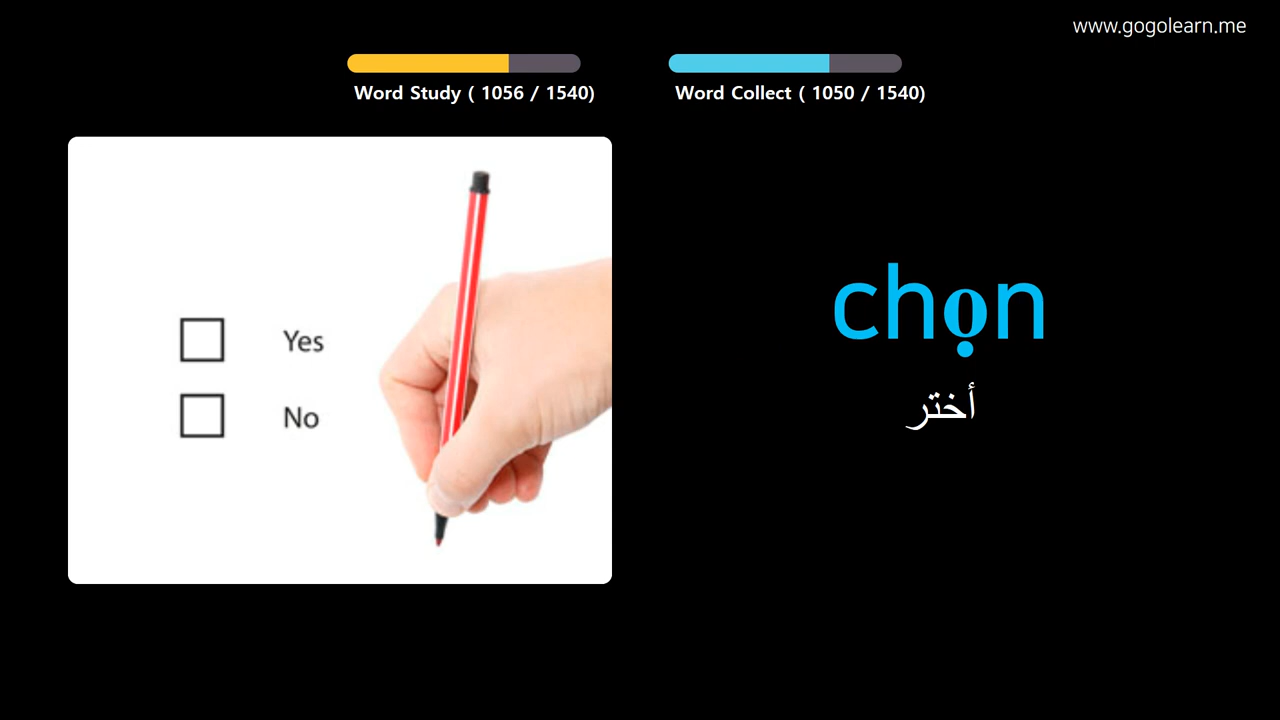 www.gogolearn.me
Word Study ( 1056 / 1540)
Word Collect ( 1050 / 1540)
Yes
No
chọn
أختر